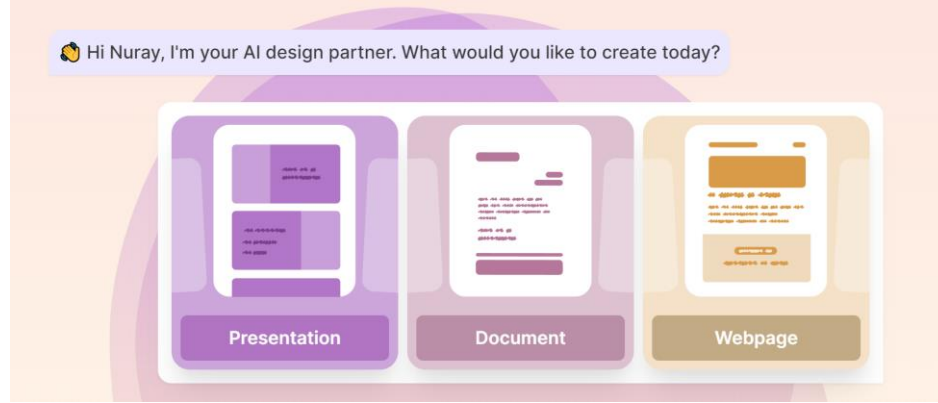 👋 Hi Nuray, I'm your AI design partner. What would you like to create today?
Presentation
Document
Webpage